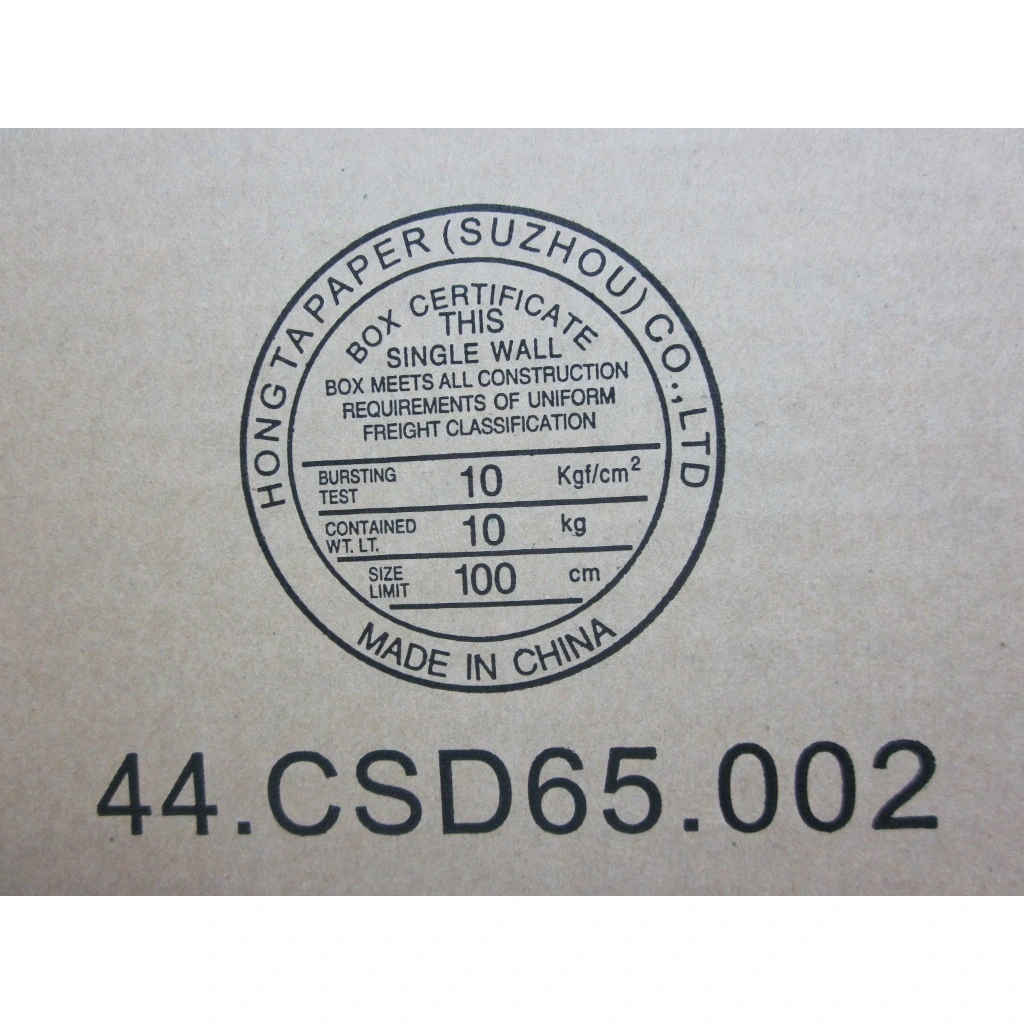 HONG TA PAPER (SUZHOU) CO., LTD
BOX CERTIFICATE
THIS
SINGLE WALL
BOX MEETS ALL CONSTRUCTION
REQUIREMENTS OF UNIFORM
FREIGHT CLASSIFICATION
BURSTING TEST 10 Kgf/cm²
CONTAINED WT. LT. 10 kg
SIZE LIMIT 100 cm
MADE IN CHINA
44.CSD65.002